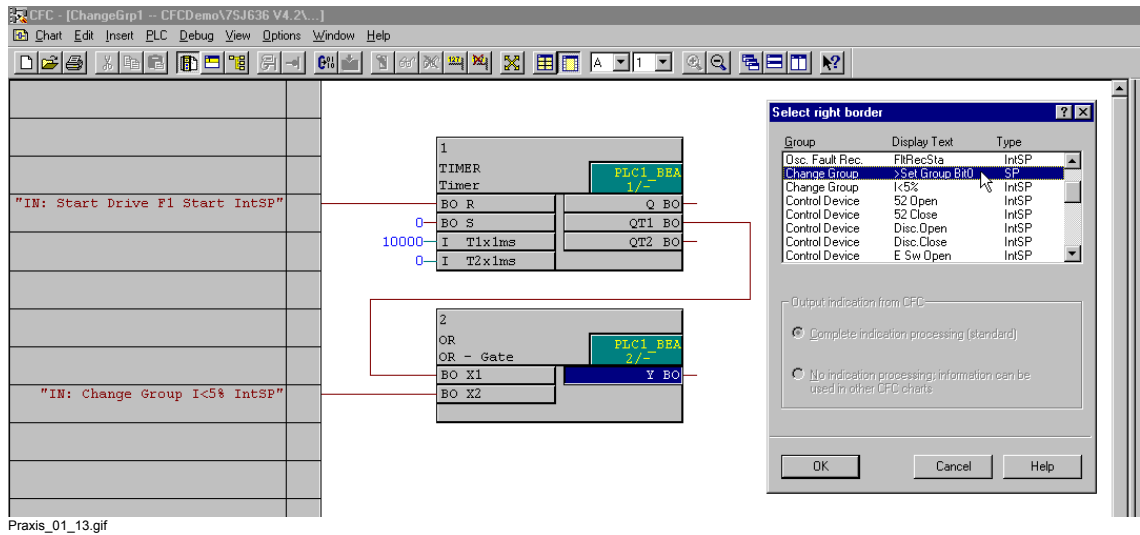 CFC - [ChangeGrp1 -- CFCDemo\7SJ636 V4.2\...]
Chart Edit Insert PLC Debug View Options Window Help
A 1
"IN: Start Drive F1 Start IntSP"
"IN: Change Group I<5% IntSP"
1
TIMER
Timer
PLC1_BEA
1/-
BO R Q BO
0 BO S QT1 BO
10000 I T1x1ms QT2 BO
0 I T2x1ms
2
OR
OR - Gate
PLC1_BEA
2/-
BO X1 Y BO
BO X2
Select right border
Group Display Text Type
Osc. Fault Rec. FltRecSta IntSP
Change Group >Set Group Bit0 SP
Change Group I<5% IntSP
Control Device 52 Open IntSP
Control Device 52 Close IntSP
Control Device Disc.Open IntSP
Control Device Disc.Close IntSP
Control Device E Sw Open IntSP
Output indication from CFC
Complete indication processing (standard)
No indication processing; information can be
used in other CFC charts
OK Cancel Help
Praxis_01_13.gif